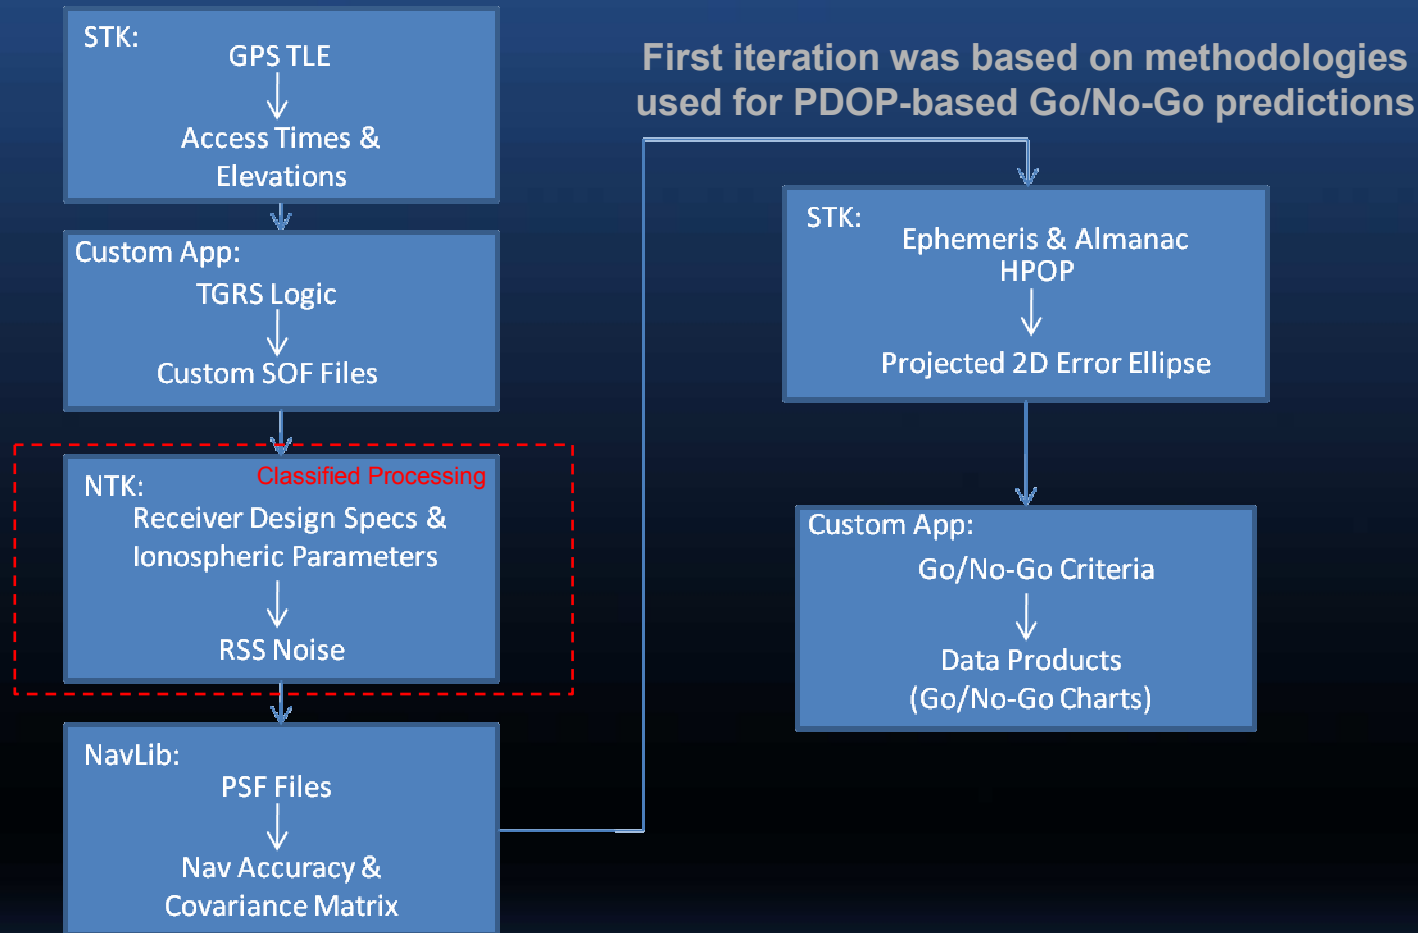 STK:
GPS TLE
Access Times &
Elevations
Custom App:
TGRS Logic
Custom SOF Files
Classified Processing
NTK:
Receiver Design Specs &
Ionospheric Parameters
RSS Noise
NavLib:
PSF Files
Nav Accuracy &
Covariance Matrix
First iteration was based on methodologies
used for PDOP-based Go/No-Go predictions
STK:
Ephemeris & Almanac
HPOP
Projected 2D Error Ellipse
Custom App:
Go/No-Go Criteria
Data Products
(Go/No-Go Charts)